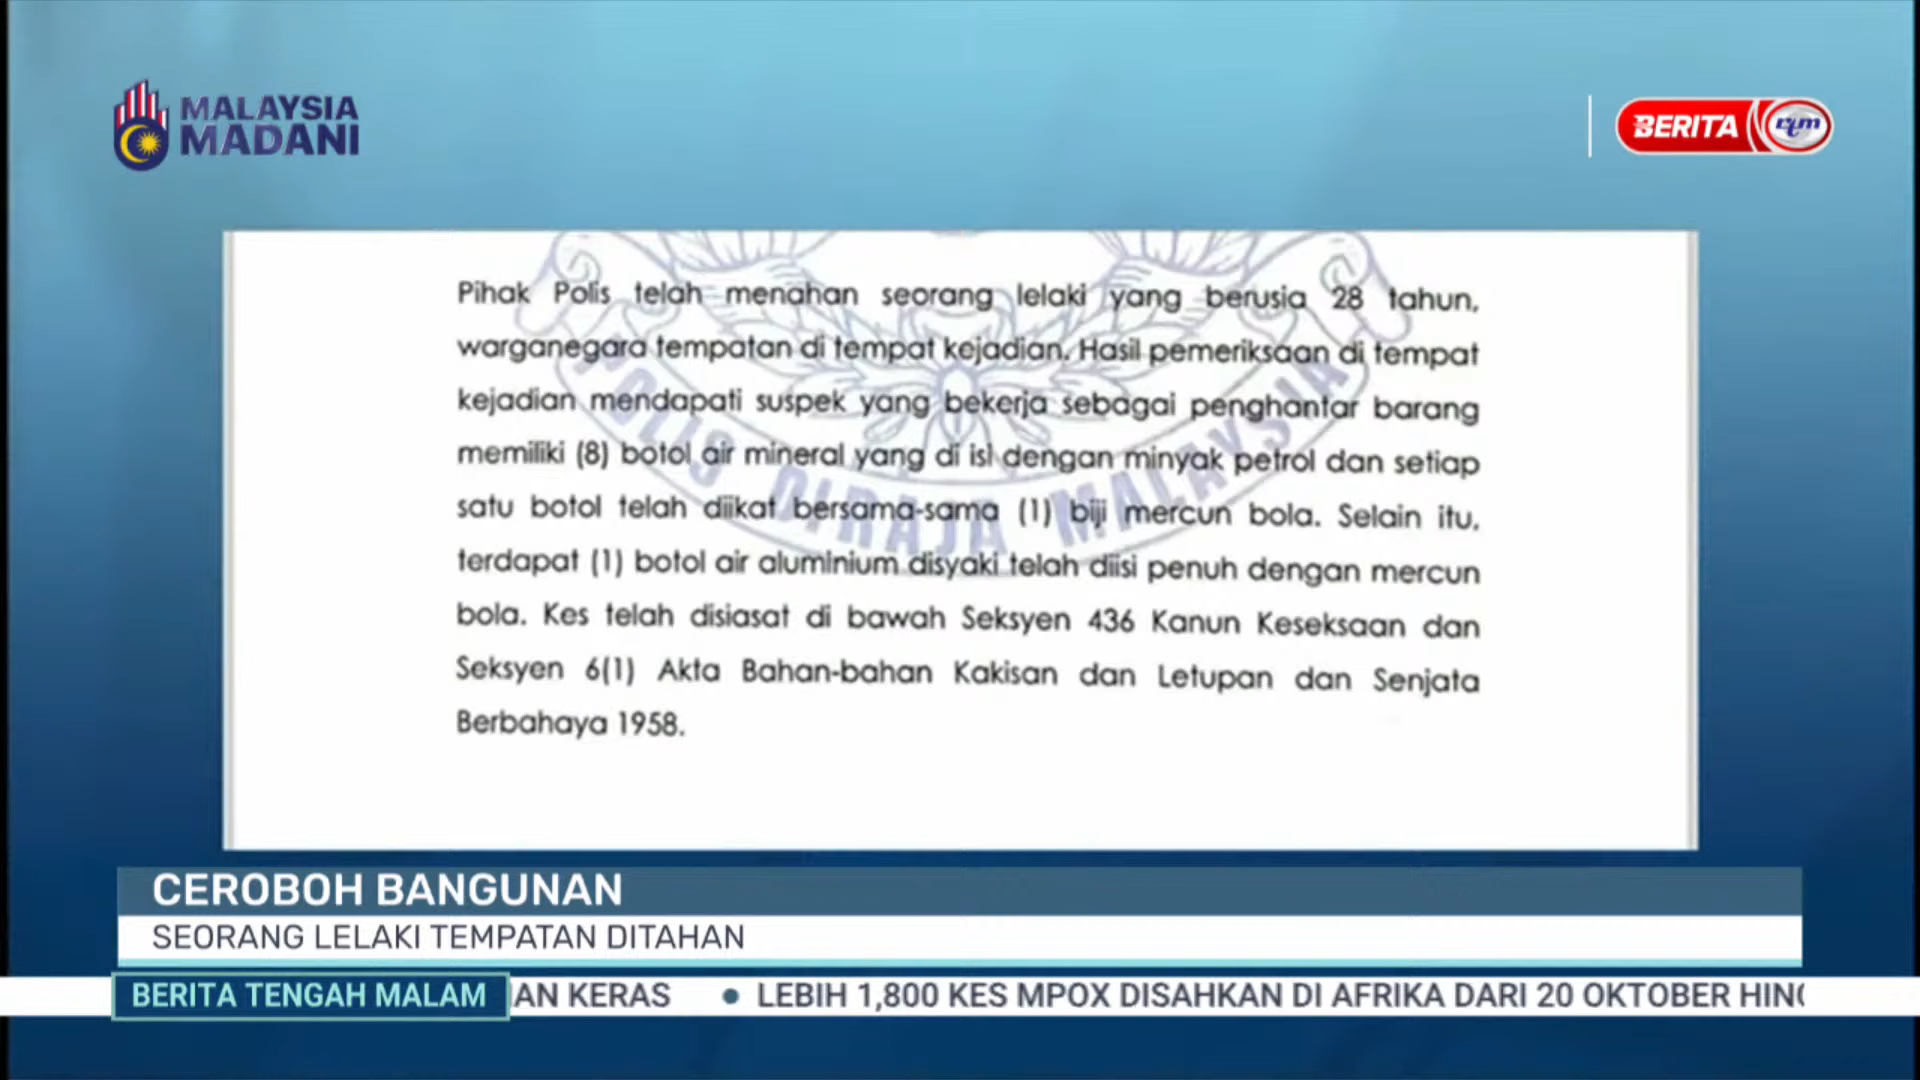 MALAYSIA
MADANI
BERITA rtm
Pihak Polis telah menahan seorang lelaki yang berusia 28 tahun,
warganegara tempatan di tempat kejadian. Hasil pemeriksaan di tempat
kejadian mendapati suspek yang bekerja sebagai penghantar barang
memiliki (8) botol air mineral yang di isi dengan minyak petrol dan setiap
satu botol telah diikat bersama-sama (1) biji mercun bola. Selain itu,
terdapat (1) botol air aluminium disyaki telah diisi penuh dengan mercun
bola. Kes telah disiasat di bawah Seksyen 436 Kanun Keseksaan dan
Seksyen 6(1) Akta Bahan-bahan Kakisan dan Letupan dan Senjata
Berbahaya 1958.
POLIS DIRAJA MALAYSIA
CEROBOH BANGUNAN
SEORANG LELAKI TEMPATAN DITAHAN
BERITA TENGAH MALAM AN KERAS • LEBIH 1,800 KES MPOX DISAHKAN DI AFRIKA DARI 20 OKTOBER HIN